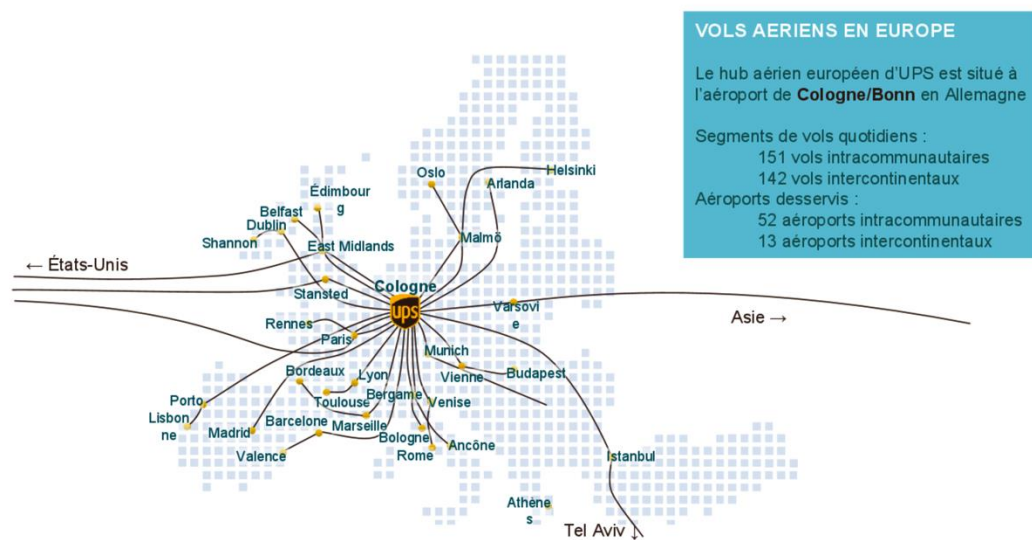 VOLS AERIENS EN EUROPE
Le hub aérien européen d'UPS est situé à
l'aéroport de Cologne/Bonn en Allemagne
Segments de vols quotidiens :
151 vols intracommunautaires
142 vols intercontinentaux
Aéroports desservis :
52 aéroports intracommunautaires
13 aéroports intercontinentaux
Helsinki
Oslo
Arlanda
Édimbour
g
Belfast
Dublin
Shannon
East Midlands
Malmö
← États-Unis
Stansted
Cologne
ups
Varsovi
e
Asie →
Rennes
Paris
Munich
Bordeaux
Lyon
Vienne
Budapest
Toulouse
Bergame
Venise
Porto
Lisbon
ne
Madrid
Barcelone
Marseille
Valence
Bologne
Rome
Ancône
Istanbul
Athène
s
Tel Aviv ↓